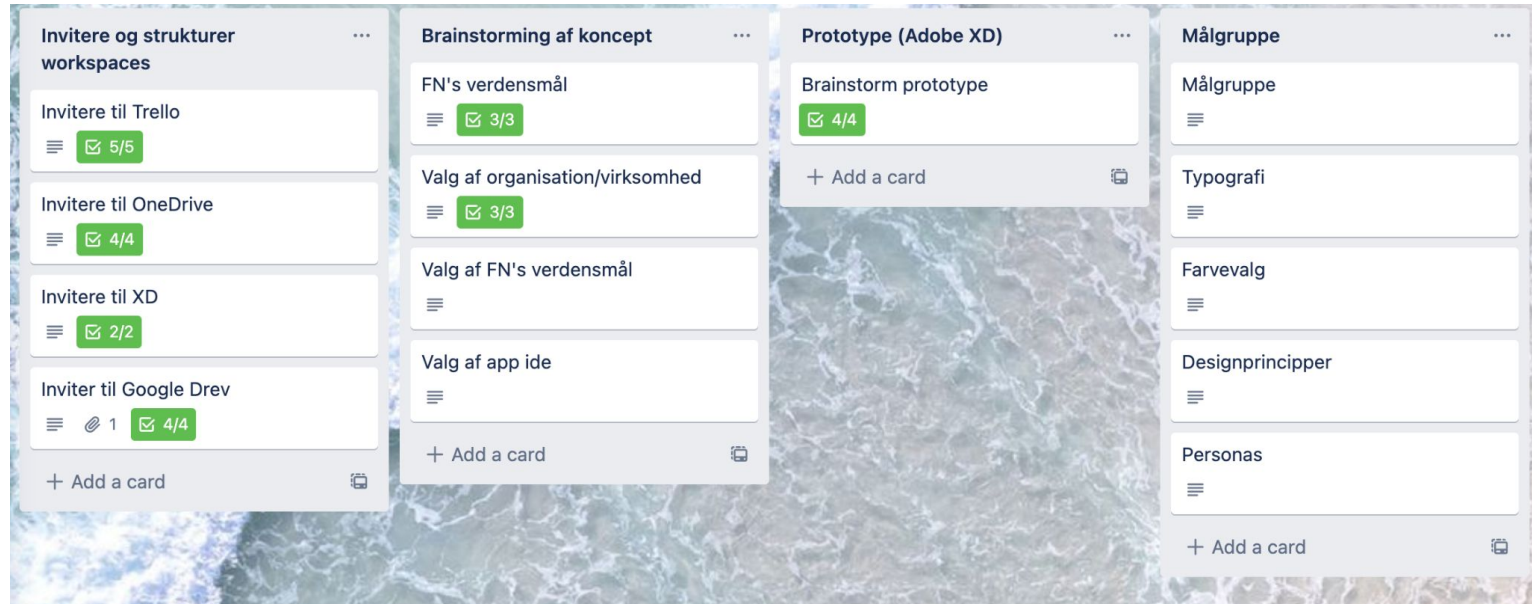 Invitere og strukturer
workspaces
Invitere til Trello
5/5
Invitere til OneDrive
4/4
Invitere til XD
2/2
Inviter til Google Drev
1 4/4
+ Add a card
Brainstorming af koncept
FN's verdensmål
3/3
Valg af organisation/virksomhed
3/3
Valg af FN's verdensmål
Valg af app ide
+ Add a card
Prototype (Adobe XD)
Brainstorm prototype
4/4
+ Add a card
Målgruppe
Målgruppe
Typografi
Farvevalg
Designprincipper
Personas
+ Add a card